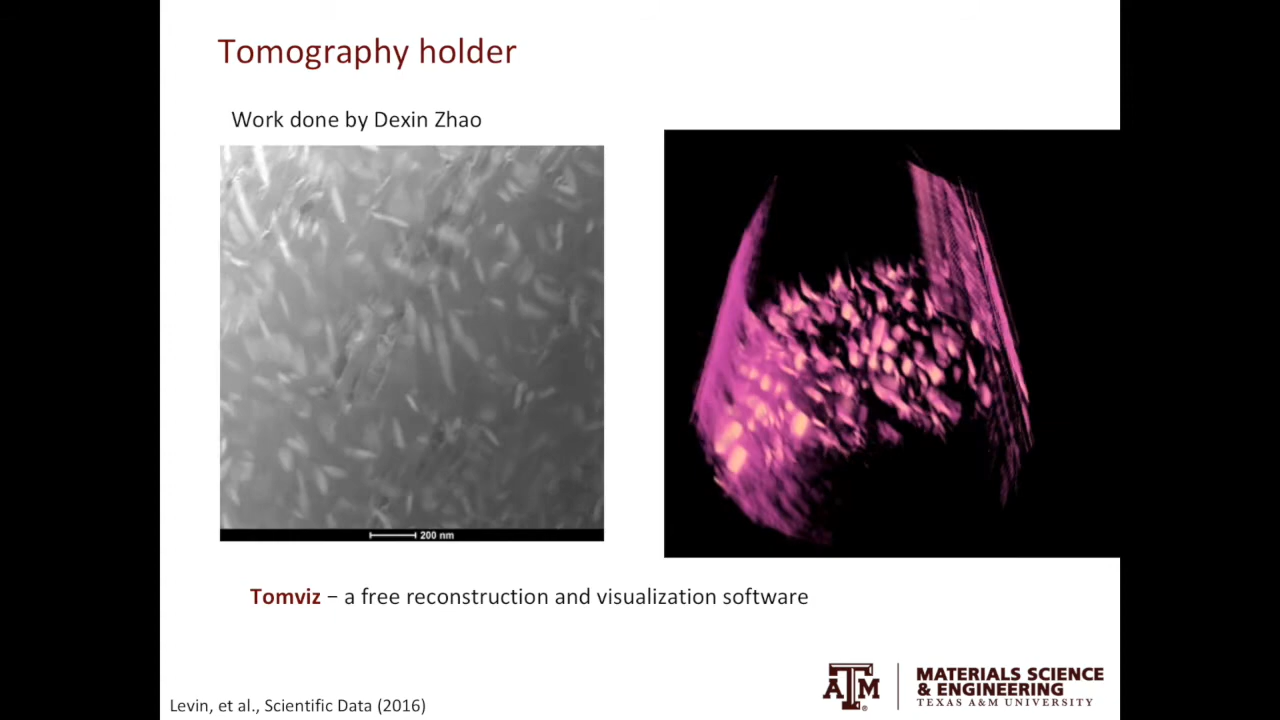 Tomography holder
Work done by Dexin Zhao
200 nm
Tomviz – a free reconstruction and visualization software
ATM
MATERIALS SCIENCE
& ENGINEERING
TEXAS A&M UNIVERSITY
Levin, et al., Scientific Data (2016)